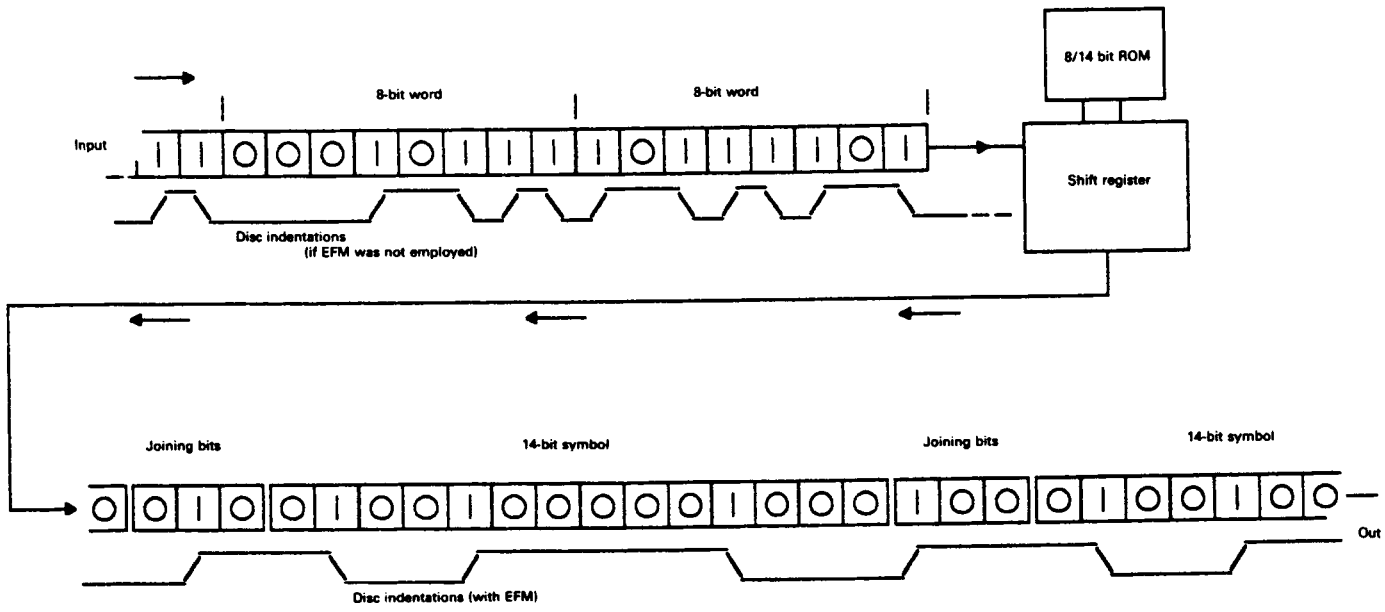 8/14 bit ROM
8-bit word
8-bit word
Input
| | O O O | O | | | | O | | | | O |
Shift register
Disc indentations
(if EFM was not employed)
Joining bits
14-bit symbol
Joining bits
14-bit symbol
O O | O O | O O | O O O O O | O O O | O O O | O O | O O
Out
Disc indentations (with EFM)